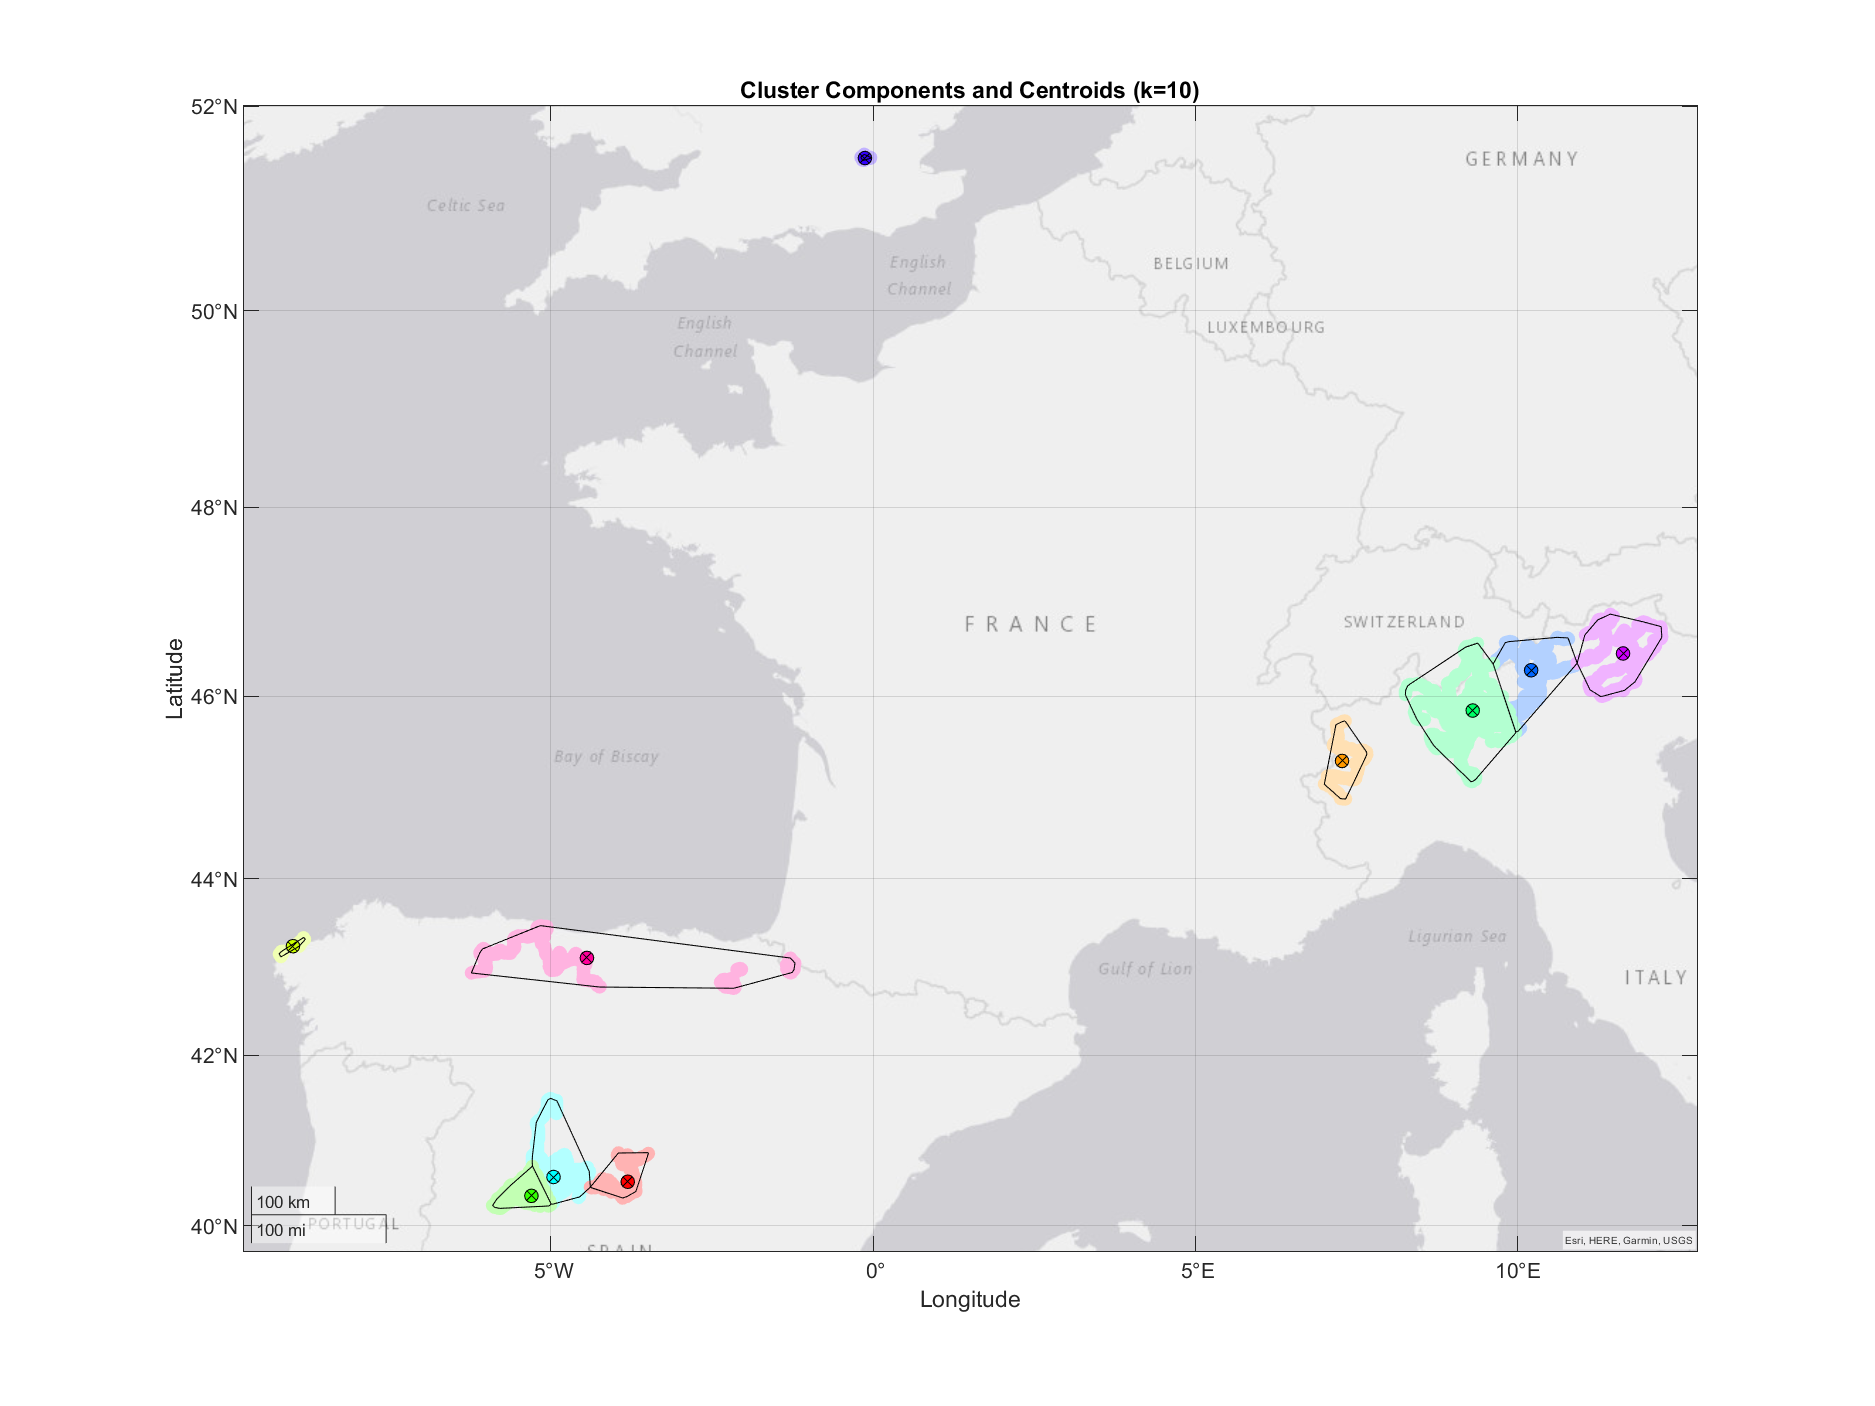 Cluster Components and Centroids (k=10)
52°N
GERMANY
Celtic Sea
English
Channel
BELGIUM
50°N
English
Channel
LUXEMBOURG
48°N
FRANCE
SWITZERLAND
Latitude
46°N
Bay of Biscay
44°N
Ligurian Sea
Gulf of Lion
ITALY
42°N
100 km
100 mi
PORTUGAL
40°N
SPAIN
Esri, HERE, Garmin, USGS
5°W
0°
5°E
10°E
Longitude